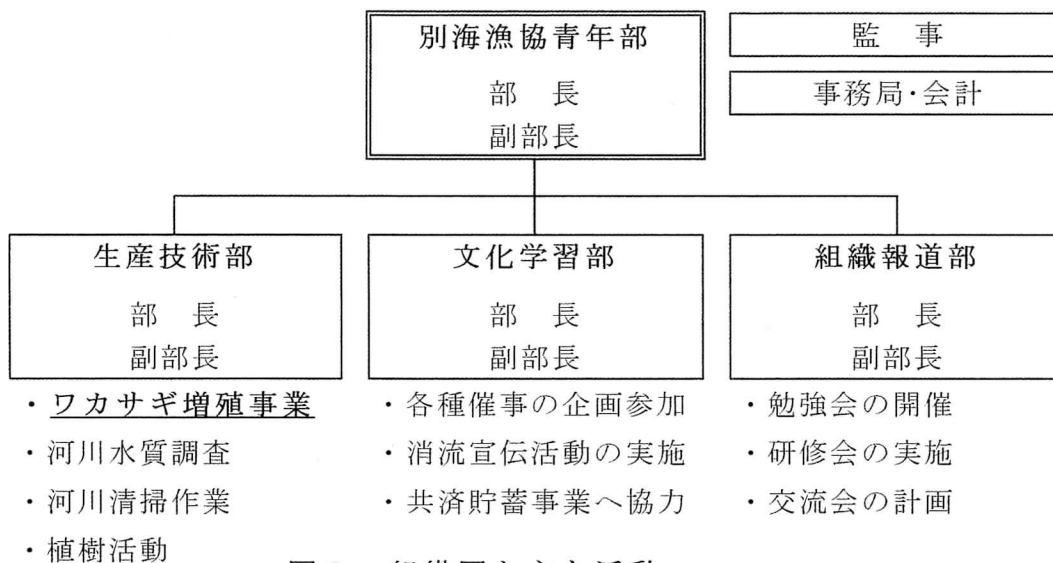 別海漁協青年部
部　長
副部長
監　事
事務局・会計
生産技術部
部　長
副部長
・ワカサギ増殖事業
・河川水質調査
・河川清掃作業
・植樹活動
文化学習部
部　長
副部長
・各種催事の企画参加
・消流宣伝活動の実施
・共済貯蓄事業へ協力
組織報道部
部　長
副部長
・勉強会の開催
・研修会の実施
・交流会の計画